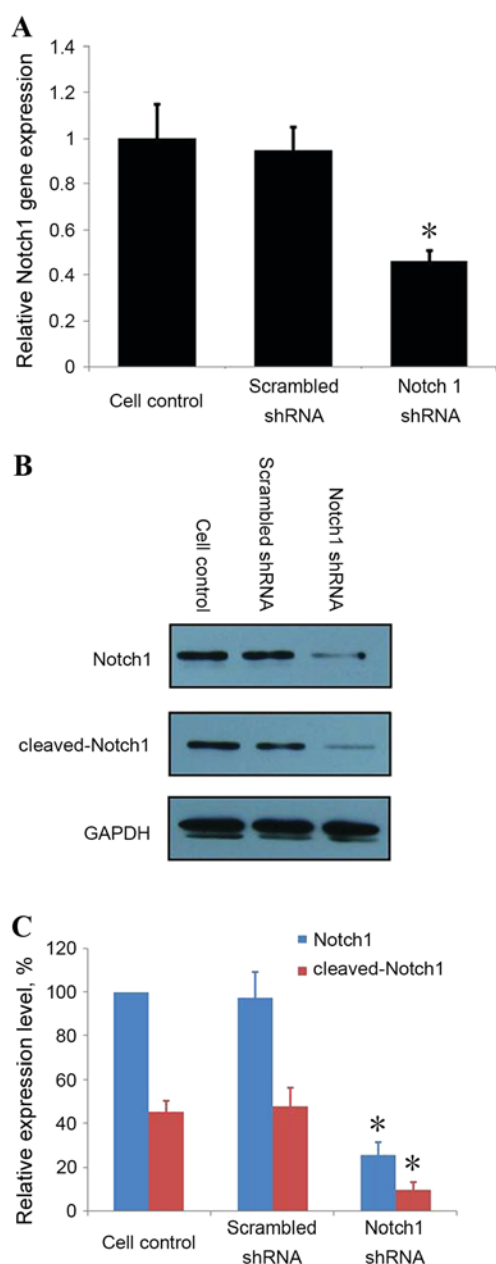 A
Relative Notch1 gene expression
1.6
1.4
1.2
1
0.8
0.6
0.4
0.2
0
*
Cell control
Scrambled
shRNA
Notch 1
shRNA
B
Cell control
Scrambled shRNA
Notch1 shRNA
Notch1
cleaved-Notch1
GAPDH
C
Relative expression level, %
120
100
80
60
40
20
0
Notch1
cleaved-Notch1
*
*
Cell control
Scrambled
shRNA
Notch1
shRNA